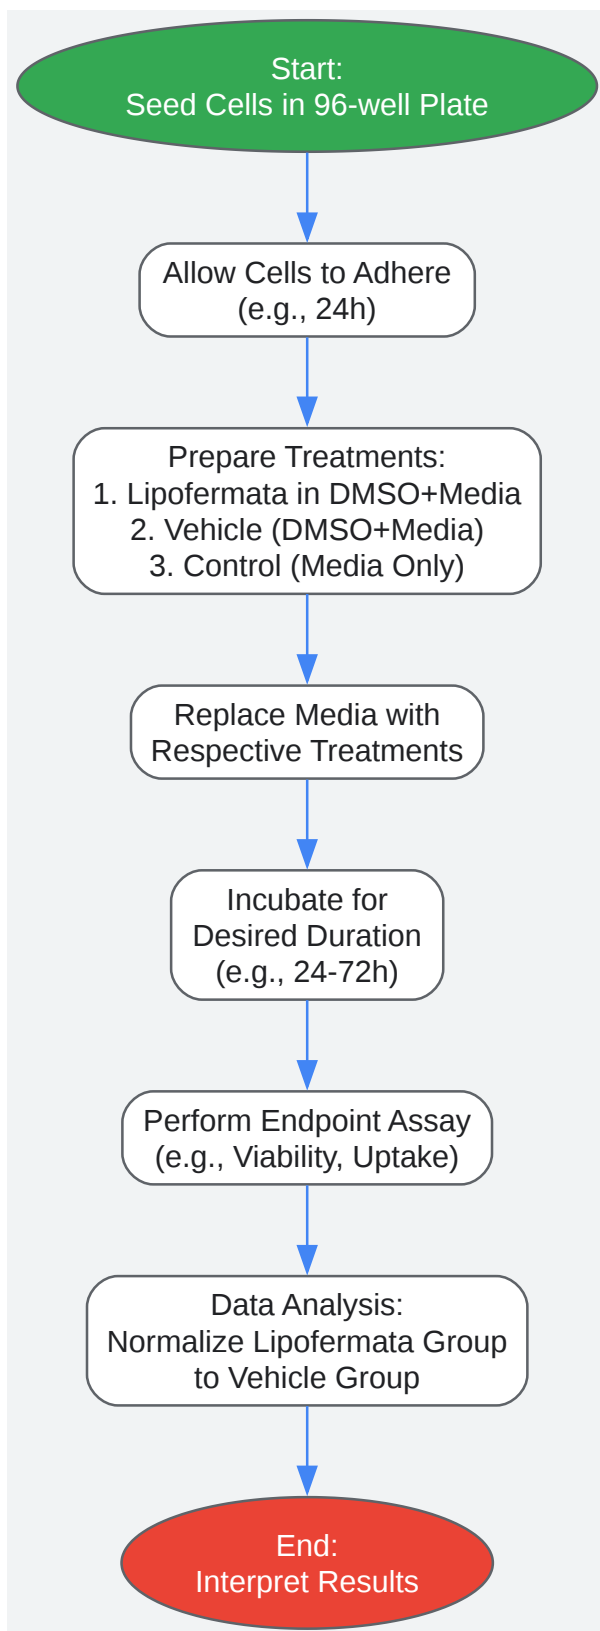 Start:
Seed Cells in 96-well Plate
Allow Cells to Adhere
(e.g., 24h)
Prepare Treatments:
1. Lipofermata in DMSO+Media
2. Vehicle (DMSO+Media)
3. Control (Media Only)
Replace Media with
Respective Treatments
Incubate for
Desired Duration
(e.g., 24-72h)
Perform Endpoint Assay
(e.g., Viability, Uptake)
Data Analysis:
Normalize Lipofermata Group
to Vehicle Group
End:
Interpret Results